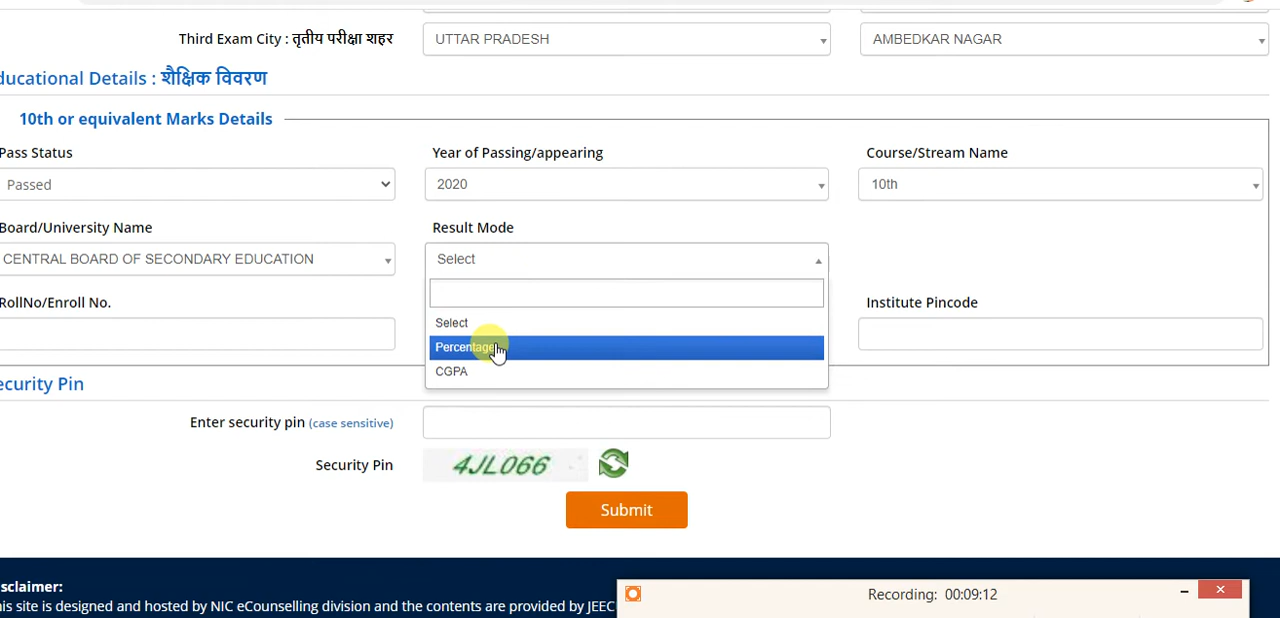 Third Exam City : तृतीय परीक्षा शहर UTTAR PRADESH AMBEDKAR NAGAR
ducational Details : शैक्षिक विवरण
10th or equivalent Marks Details
Pass Status Year of Passing/appearing Course/Stream Name
Passed 2020 10th
Board/University Name Result Mode
CENTRAL BOARD OF SECONDARY EDUCATION Select
RollNo/Enroll No. Institute Pincode
Select
Percentage
CGPA
ecurity Pin
Enter security pin (case sensitive)
Security Pin 4JL066
Submit
sclaimer:
is site is designed and hosted by NIC eCounselling division and the contents are provided by JEEC
Recording: 00:09:12